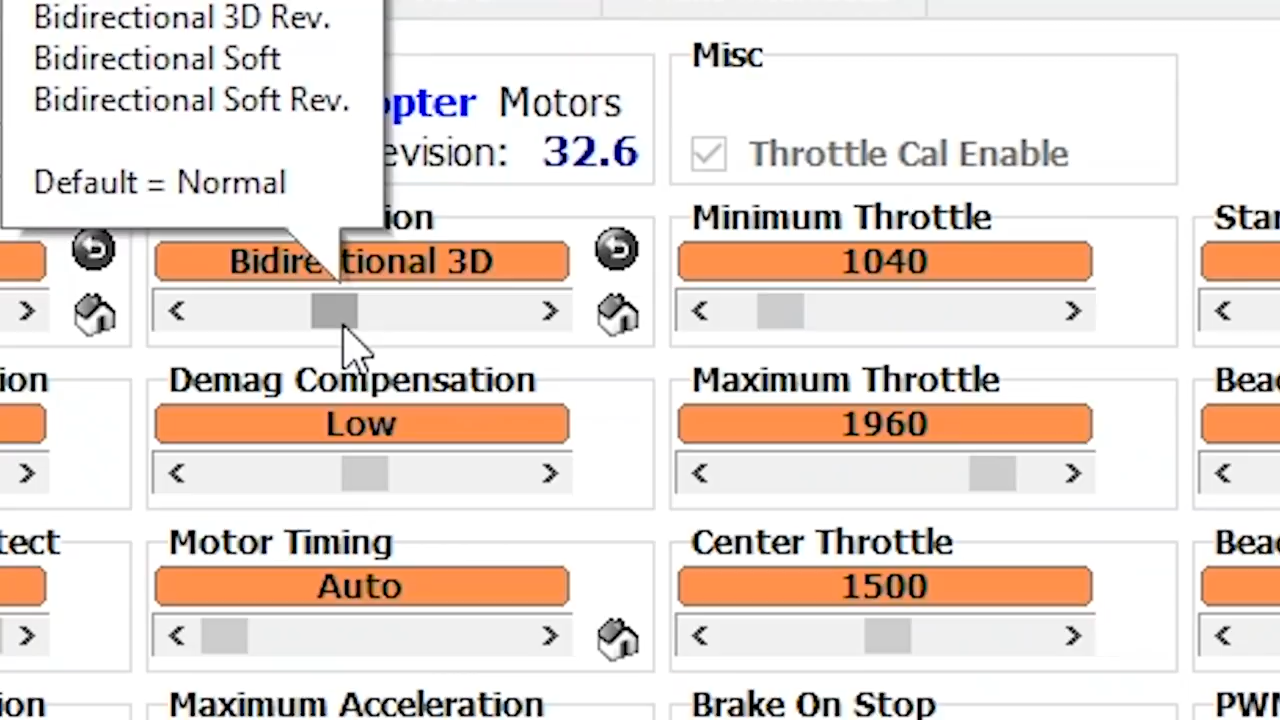 Bidirectional 3D Rev.
Bidirectional Soft
Bidirectional Soft Rev.
Default = Normal
Motors
32.6
Misc
Throttle Cal Enable
Bidirectional 3D
Minimum Throttle
1040
Demag Compensation
Low
Maximum Throttle
1960
Motor Timing
Auto
Center Throttle
1500
Maximum Acceleration
Brake On Stop